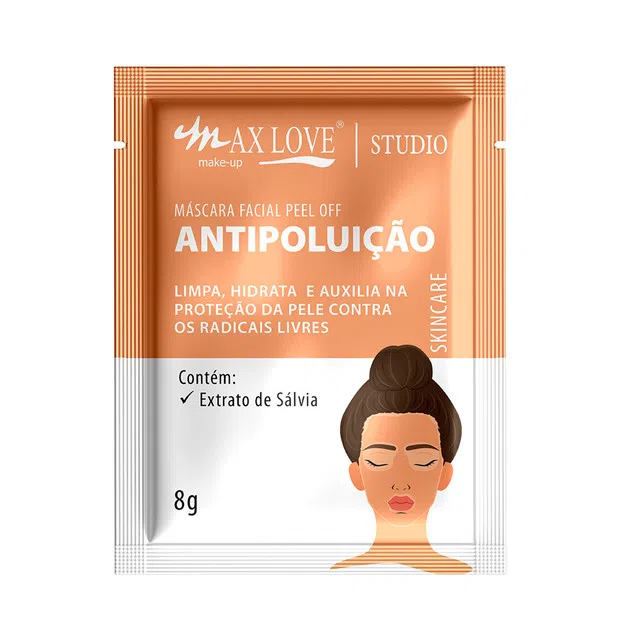 MAX LOVE®
make-up
STUDIO
MÁSCARA FACIAL PEEL OFF
ANTIPOLUIÇÃO
LIMPA, HIDRATA E AUXILIA NA
PROTEÇÃO DA PELE CONTRA
OS RADICAIS LIVRES
SKINCARE
Contém:
✓ Extrato de Sálvia
8g